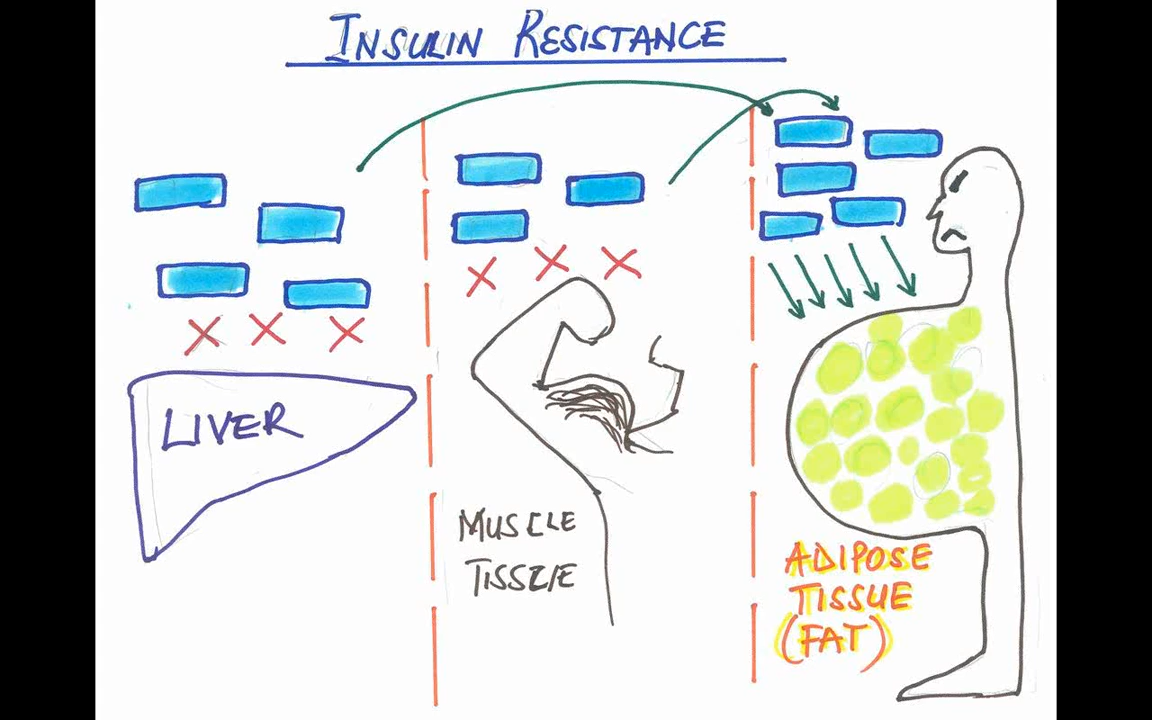 INSULIN RESISTANCE
LIVER
MUSCLE
TISSUE
ADIPOSE
TISSUE
(FAT)